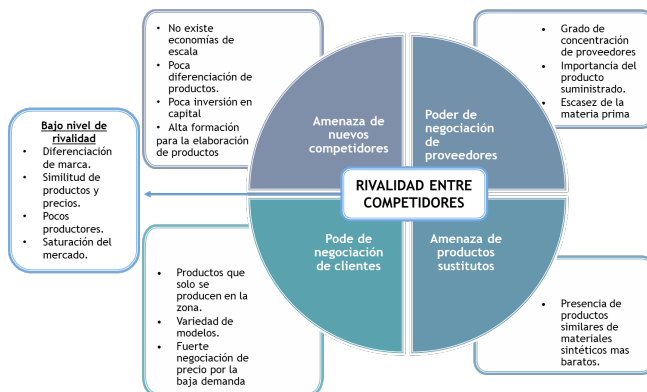 • No existe
economías de
escala
• Poca
diferenciación de
productos.
• Poca inversión en
capital
• Alta formación
para la elaboración
de productos
• Grado de
concentración
de proveedores
• Importancia del
producto
suministrado.
• Escasez de la
materia prima
Amenaza de
nuevos
competidores
Poder de
negociación
de
proveedores
Bajo nivel de
rivalidad
• Diferenciación
de marca.
• Similitud de
productos y
precios.
• Pocos
productores.
• Saturación del
mercado.
RIVALIDAD ENTRE
COMPETIDORES
Pode de
negociación
de clientes
Amenaza de
productos
sustitutos
• Productos que
solo se
producen en la
zona.
• Variedad de
modelos.
• Fuerte
negociación de
precio por la
baja demanda
• Presencia de
productos
similares de
materiales
sintéticos mas
baratos.